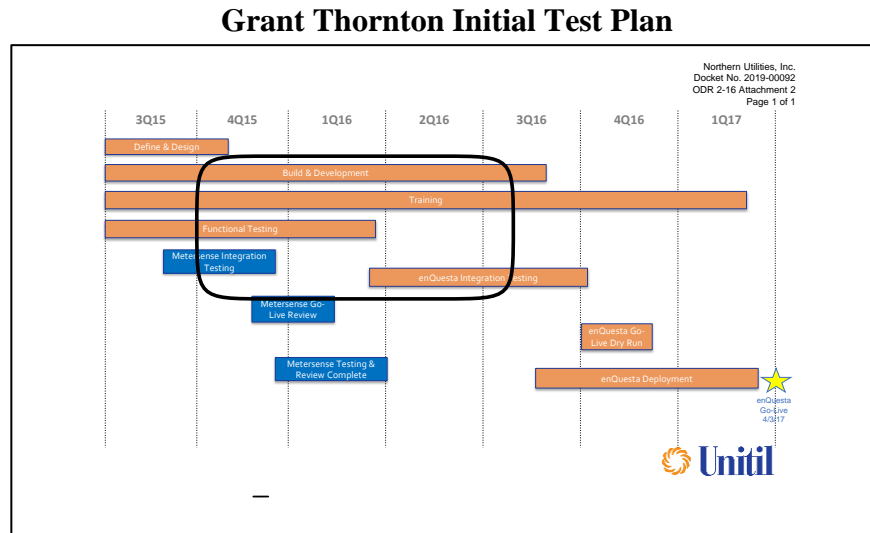 Grant Thornton Initial Test Plan
Northern Utilities, Inc.
Docket No. 2019-00092
ODR 2-16 Attachment 2
Page 1 of 1
3Q15 4Q15 1Q16 2Q16 3Q16 4Q16 1Q17
Define & Design
Build & Development
Training
Functional Testing
Metersense Integration
Testing
enQuesta Integration Testing
Metersense Go-
Live Review
enQuesta Go-
Live Dry Run
Metersense Testing &
Review Complete
enQuesta Deployment
enQuesta
Go-Live
4/3/17
Unitil